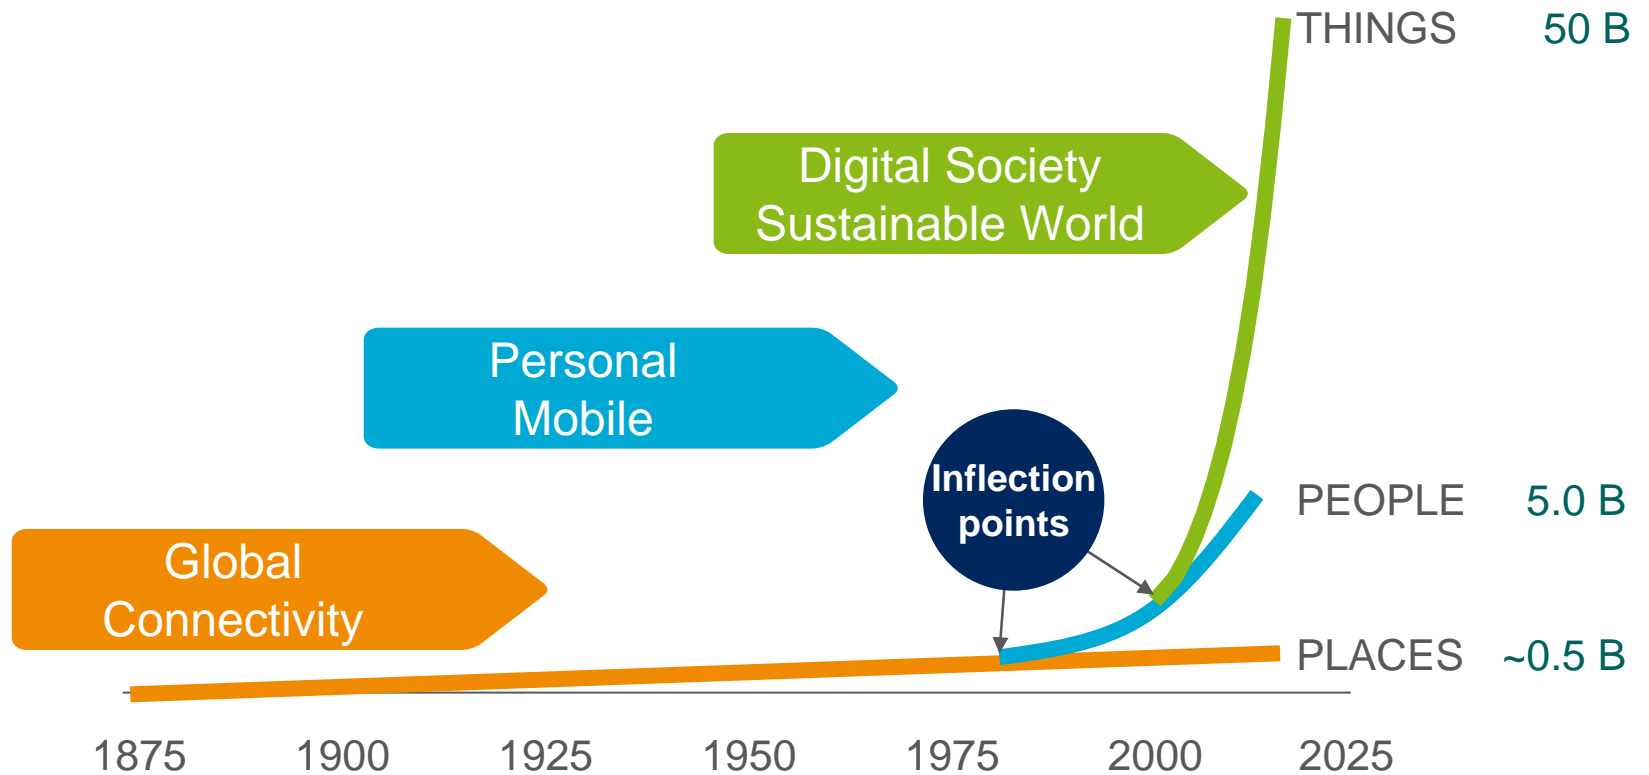 THINGS 50 B
Digital Society
Sustainable World
Personal
Mobile
Inflection
points
PEOPLE 5.0 B
Global
Connectivity
PLACES ~0.5 B
1875 1900 1925 1950 1975 2000 2025